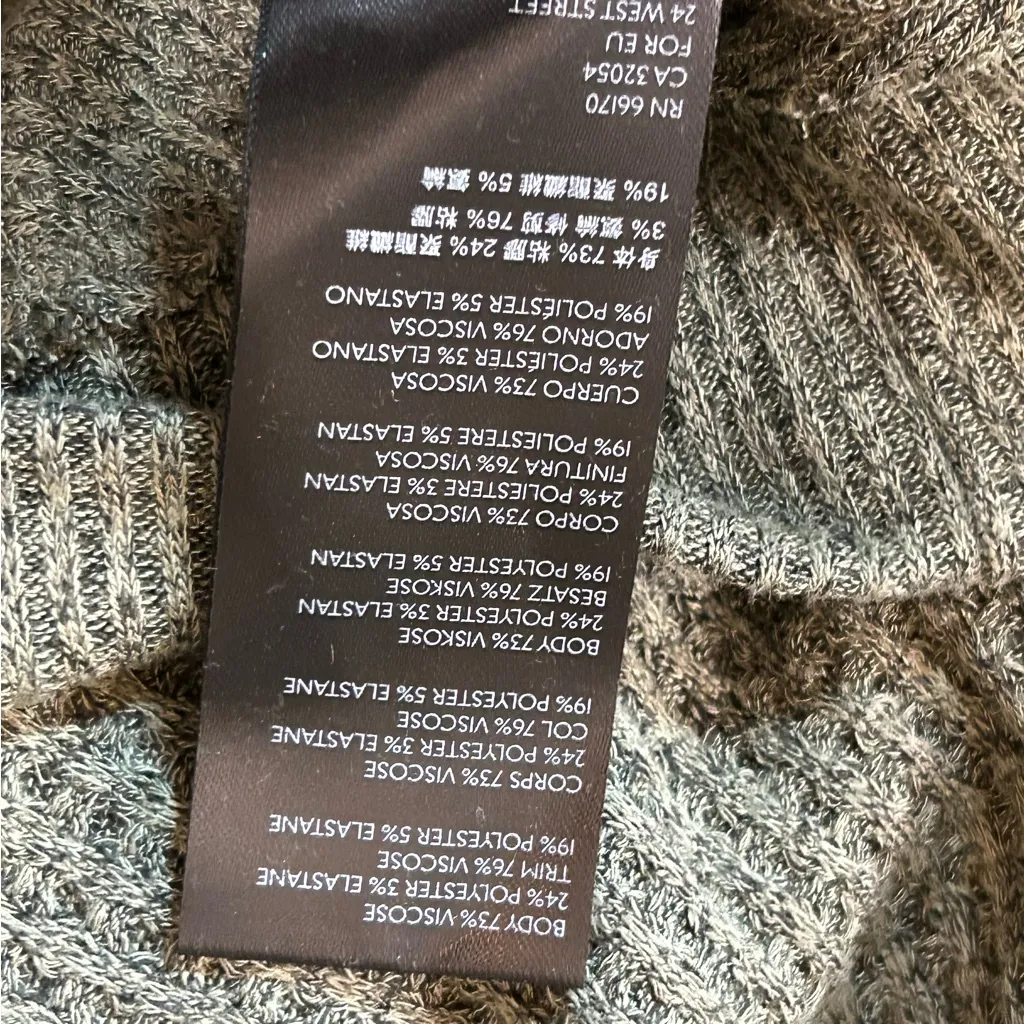 BODY 73% VISCOSE
24% POLYESTER 3% ELASTANE
TRIM 76% VISCOSE
19% POLYESTER 5% ELASTANE
CORPS 73% VISCOSE
24% POLYESTER 3% ELASTANE
COL 76% VISCOSE
19% POLYESTER 5% ELASTANE
BODY 73% VISKOSE
24% POLYESTER 3% ELASTAN
BESATZ 76% VISKOSE
19% POLYESTER 5% ELASTAN
CORPO 73% VISCOSA
24% POLIESTERE 3% ELASTAN
FINITURA 76% VISCOSA
19% POLIESTERE 5% ELASTAN
CUERPO 73% VISCOSA
24% POLIÉSTER 3% ELASTANO
ADORNO 76% VISCOSA
19% POLIÉSTER 5% ELASTANO
身体 73% 粘膠 24% 聚酯纖維
3% 氨綸 修剪 76% 粘膠
19% 聚酯纖維 5% 氨綸
RN 66170
CA 32054
FOR EU
24 WEST STREET